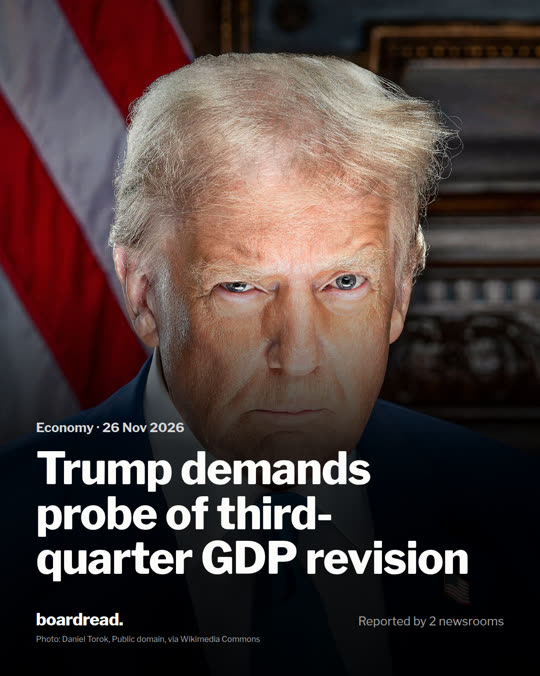 Economy · 26 Nov 2026
Trump demands
probe of third-
quarter GDP revision
boardread.
Reported by 2 newsrooms
Photo: Daniel Torok, Public domain, via Wikimedia Commons